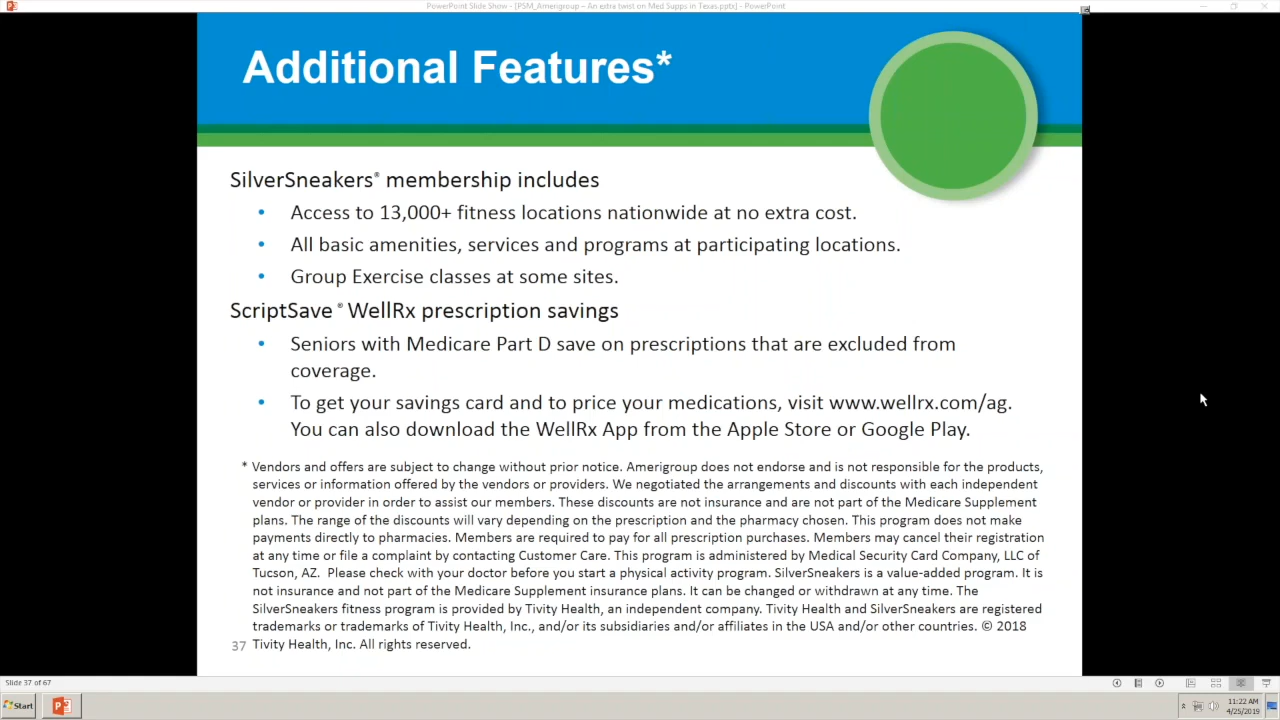 PowerPoint Slide Show - [PSM_Amerigroup – An extra twist on Med Supps in Texas.pptx] - PowerPoint
Additional Features*
SilverSneakers® membership includes
• Access to 13,000+ fitness locations nationwide at no extra cost.
• All basic amenities, services and programs at participating locations.
• Group Exercise classes at some sites.
ScriptSave ® WellRx prescription savings
• Seniors with Medicare Part D save on prescriptions that are excluded from
coverage.
• To get your savings card and to price your medications, visit www.wellrx.com/ag.
You can also download the WellRx App from the Apple Store or Google Play.
* Vendors and offers are subject to change without prior notice. Amerigroup does not endorse and is not responsible for the products,
services or information offered by the vendors or providers. We negotiated the arrangements and discounts with each independent
vendor or provider in order to assist our members. These discounts are not insurance and are not part of the Medicare Supplement
plans. The range of the discounts will vary depending on the prescription and the pharmacy chosen. This program does not make
payments directly to pharmacies. Members are required to pay for all prescription purchases. Members may cancel their registration
at any time or file a complaint by contacting Customer Care. This program is administered by Medical Security Card Company, LLC of
Tucson, AZ.  Please check with your doctor before you start a physical activity program. SilverSneakers is a value-added program. It is
not insurance and not part of the Medicare Supplement insurance plans. It can be changed or withdrawn at any time. The
SilverSneakers fitness program is provided by Tivity Health, an independent company. Tivity Health and SilverSneakers are registered
trademarks or trademarks of Tivity Health, Inc., and/or its subsidiaries and/or affiliates in the USA and/or other countries. © 2018
37 Tivity Health, Inc. All rights reserved.
Slide 37 of 67
Start
11:22 AM
4/25/2019